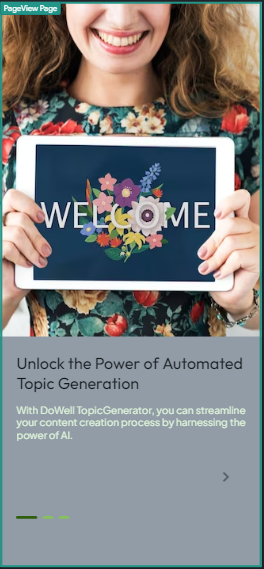 PageView Page
WELCOME
Unlock the Power of Automated
Topic Generation
With DoWell TopicGenerator, you can streamline
your content creation process by harnessing the
power of AI.